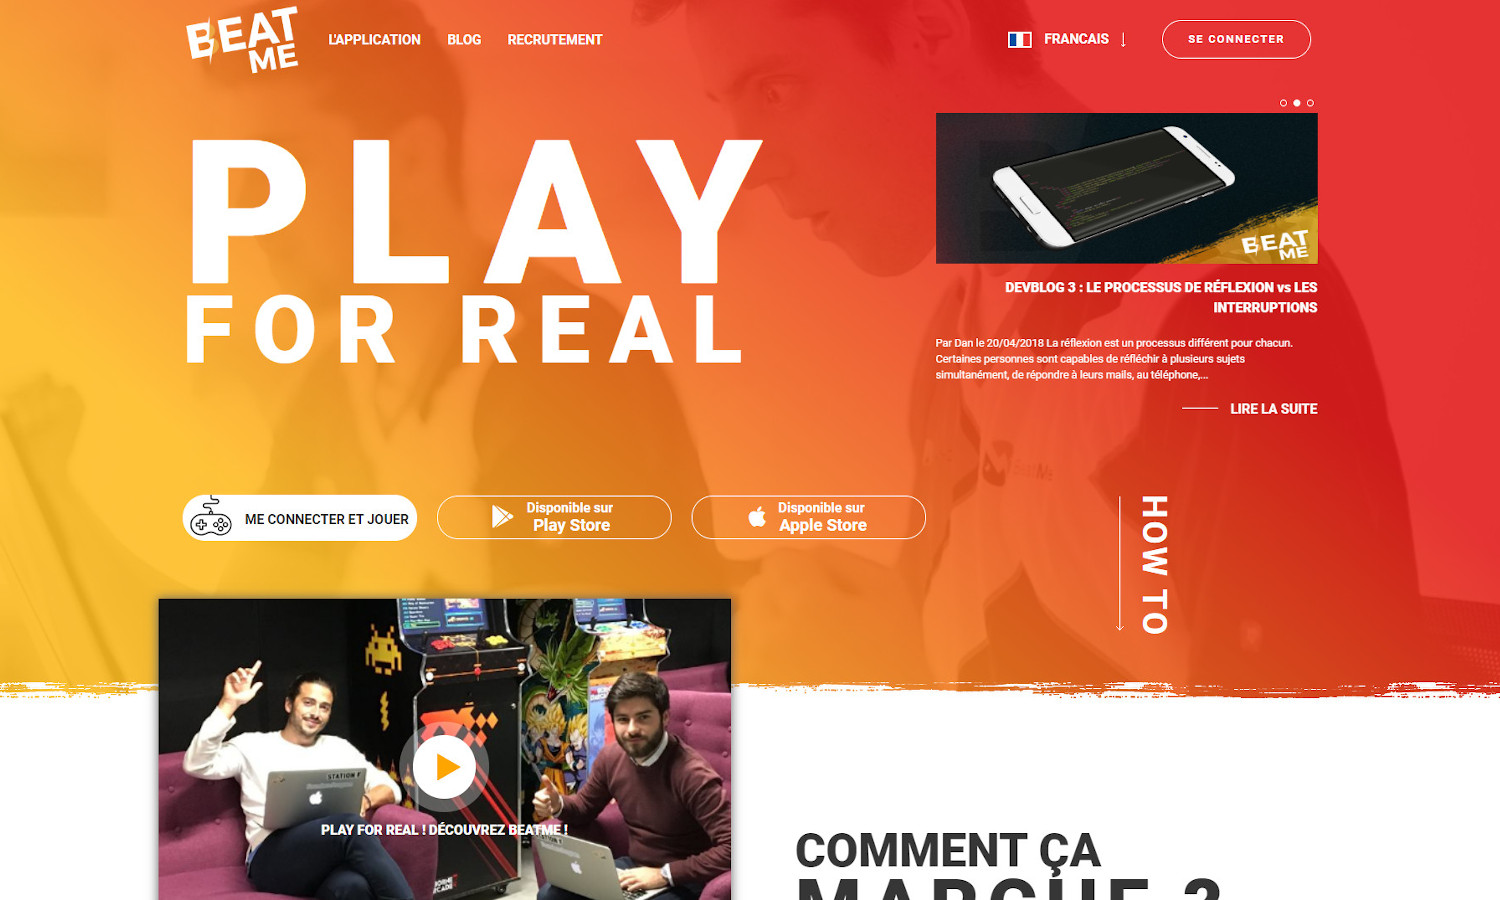 BEAT
ME
L'APPLICATION
BLOG
RECRUTEMENT
FRANCAIS
SE CONNECTER
PLAY
FOR REAL
BEAT
ME
DEVBLOG 3 : LE PROCESSUS DE RÉFLEXION vs LES
INTERRUPTIONS
Par Dan le 20/04/2018 La réflexion est un processus différent pour chacun.
Certaines personnes sont capables de réfléchir à plusieurs sujets
simultanément, de répondre à leurs mails, au téléphone,...
LIRE LA SUITE
ME CONNECTER ET JOUER
Disponible sur
Play Store
Disponible sur
Apple Store
HOW TO
STATION F
PLAY FOR REAL ! DÉCOUVREZ BEATME !
COMMENT ÇA
MARCHE ?